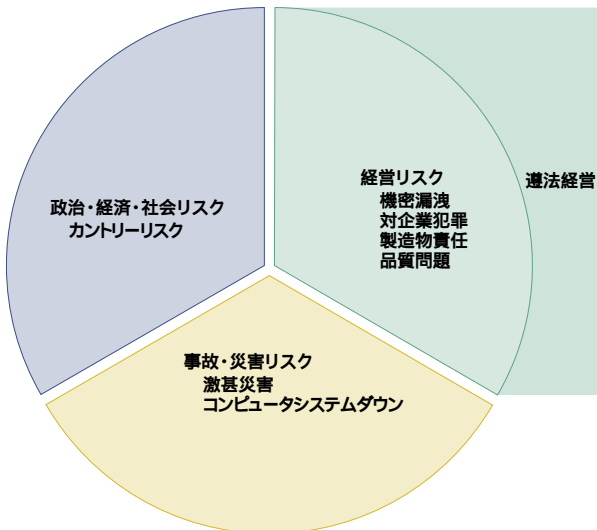 政治・経済・社会リスク
カントリーリスク
経営リスク
機密漏洩
対企業犯罪
製造物責任
品質問題
遵法経営
事故・災害リスク
激甚災害
コンピュータシステムダウン